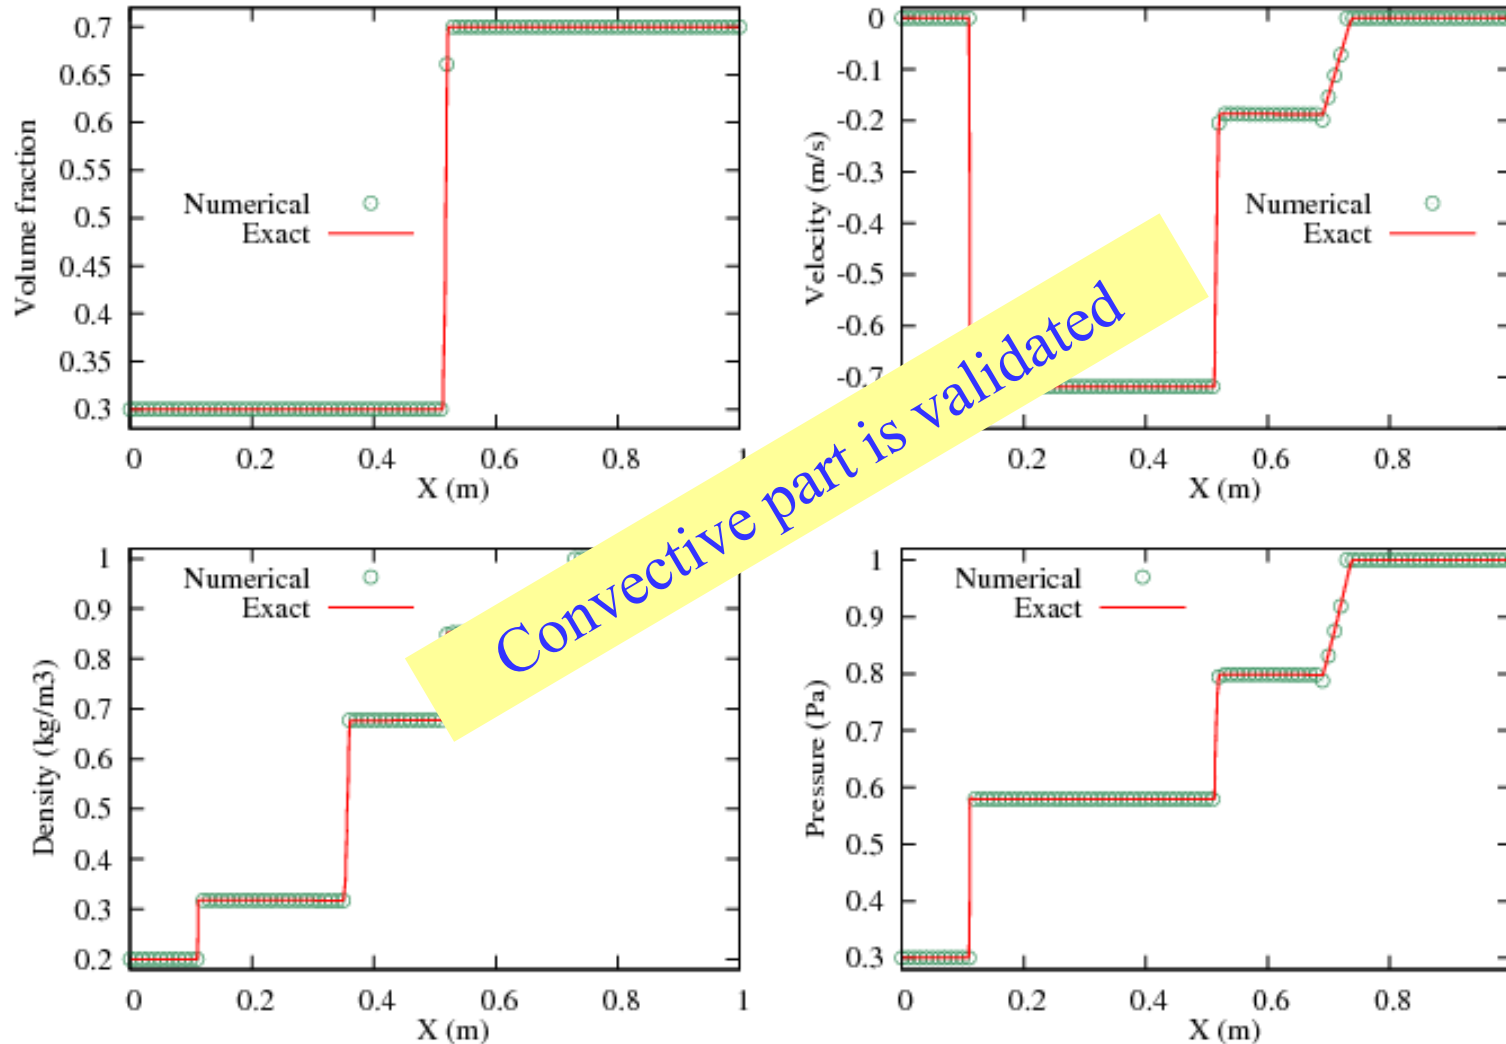 0.7
0.65
0.6
0.55
0.5
0.45
0.4
0.35
0.3
Volume fraction
Numerical
Exact
0 0.2 0.4 0.6 0.8 1
X (m)
0
-0.1
-0.2
-0.3
-0.4
-0.5
-0.6
-0.7
Velocity (m/s)
Numerical
Exact
0.2 0.4 0.6 0.8
X (m)
Convective part is validated
1
0.9
0.8
0.7
0.6
0.5
0.4
0.3
0.2
Density (kg/m3)
Numerical
Exact
0 0.2 0.4 0.6 0.8 1
X (m)
1
0.9
0.8
0.7
0.6
0.5
0.4
0.3
Pressure (Pa)
Numerical
Exact
0 0.2 0.4 0.6 0.8
X (m)